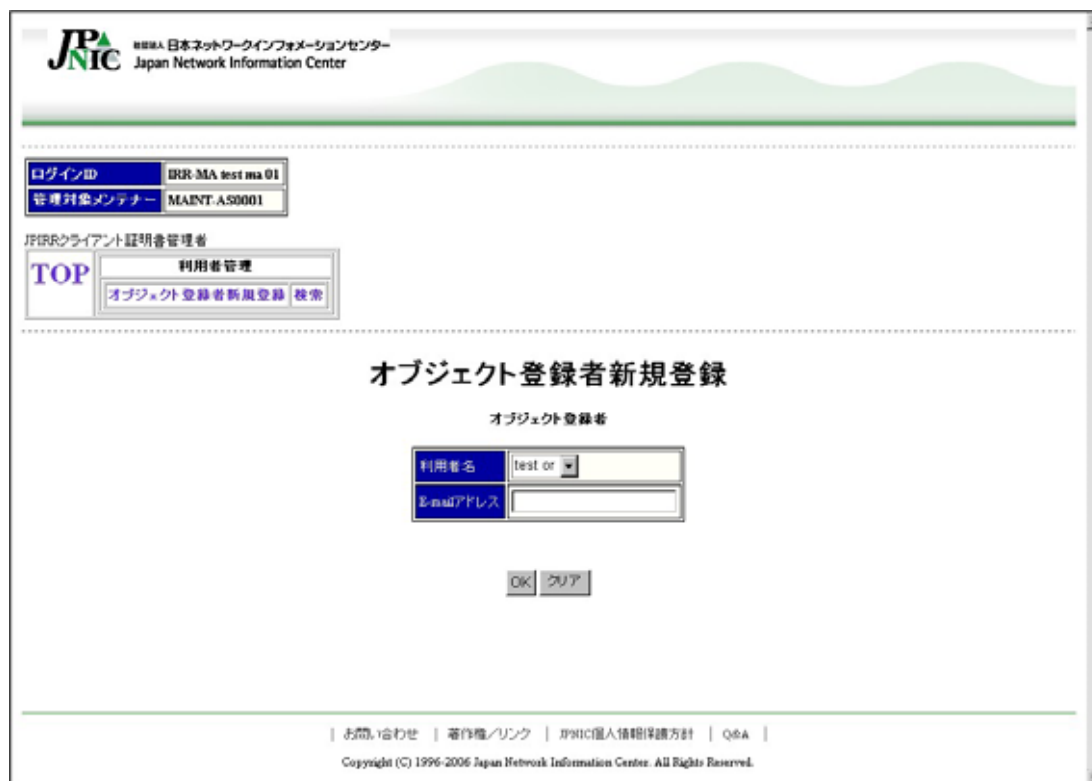 JPNIC
社団法人 日本ネットワークインフォメーションセンター
Japan Network Information Center
ログインID IRR-MA test ma 01
管理対象メンテナー MAINT-AS0001
JPIRRクライアント証明書管理者
TOP
利用者管理
オブジェクト登録者新規登録 検索
オブジェクト登録者新規登録
オブジェクト登録者
利用者名 test or
E-mailアドレス
OK クリア
| お問い合わせ | 著作権／リンク | JPNIC個人情報保護方針 | Q&A |
Copyright (C) 1996-2006 Japan Network Information Center. All Rights Reserved.